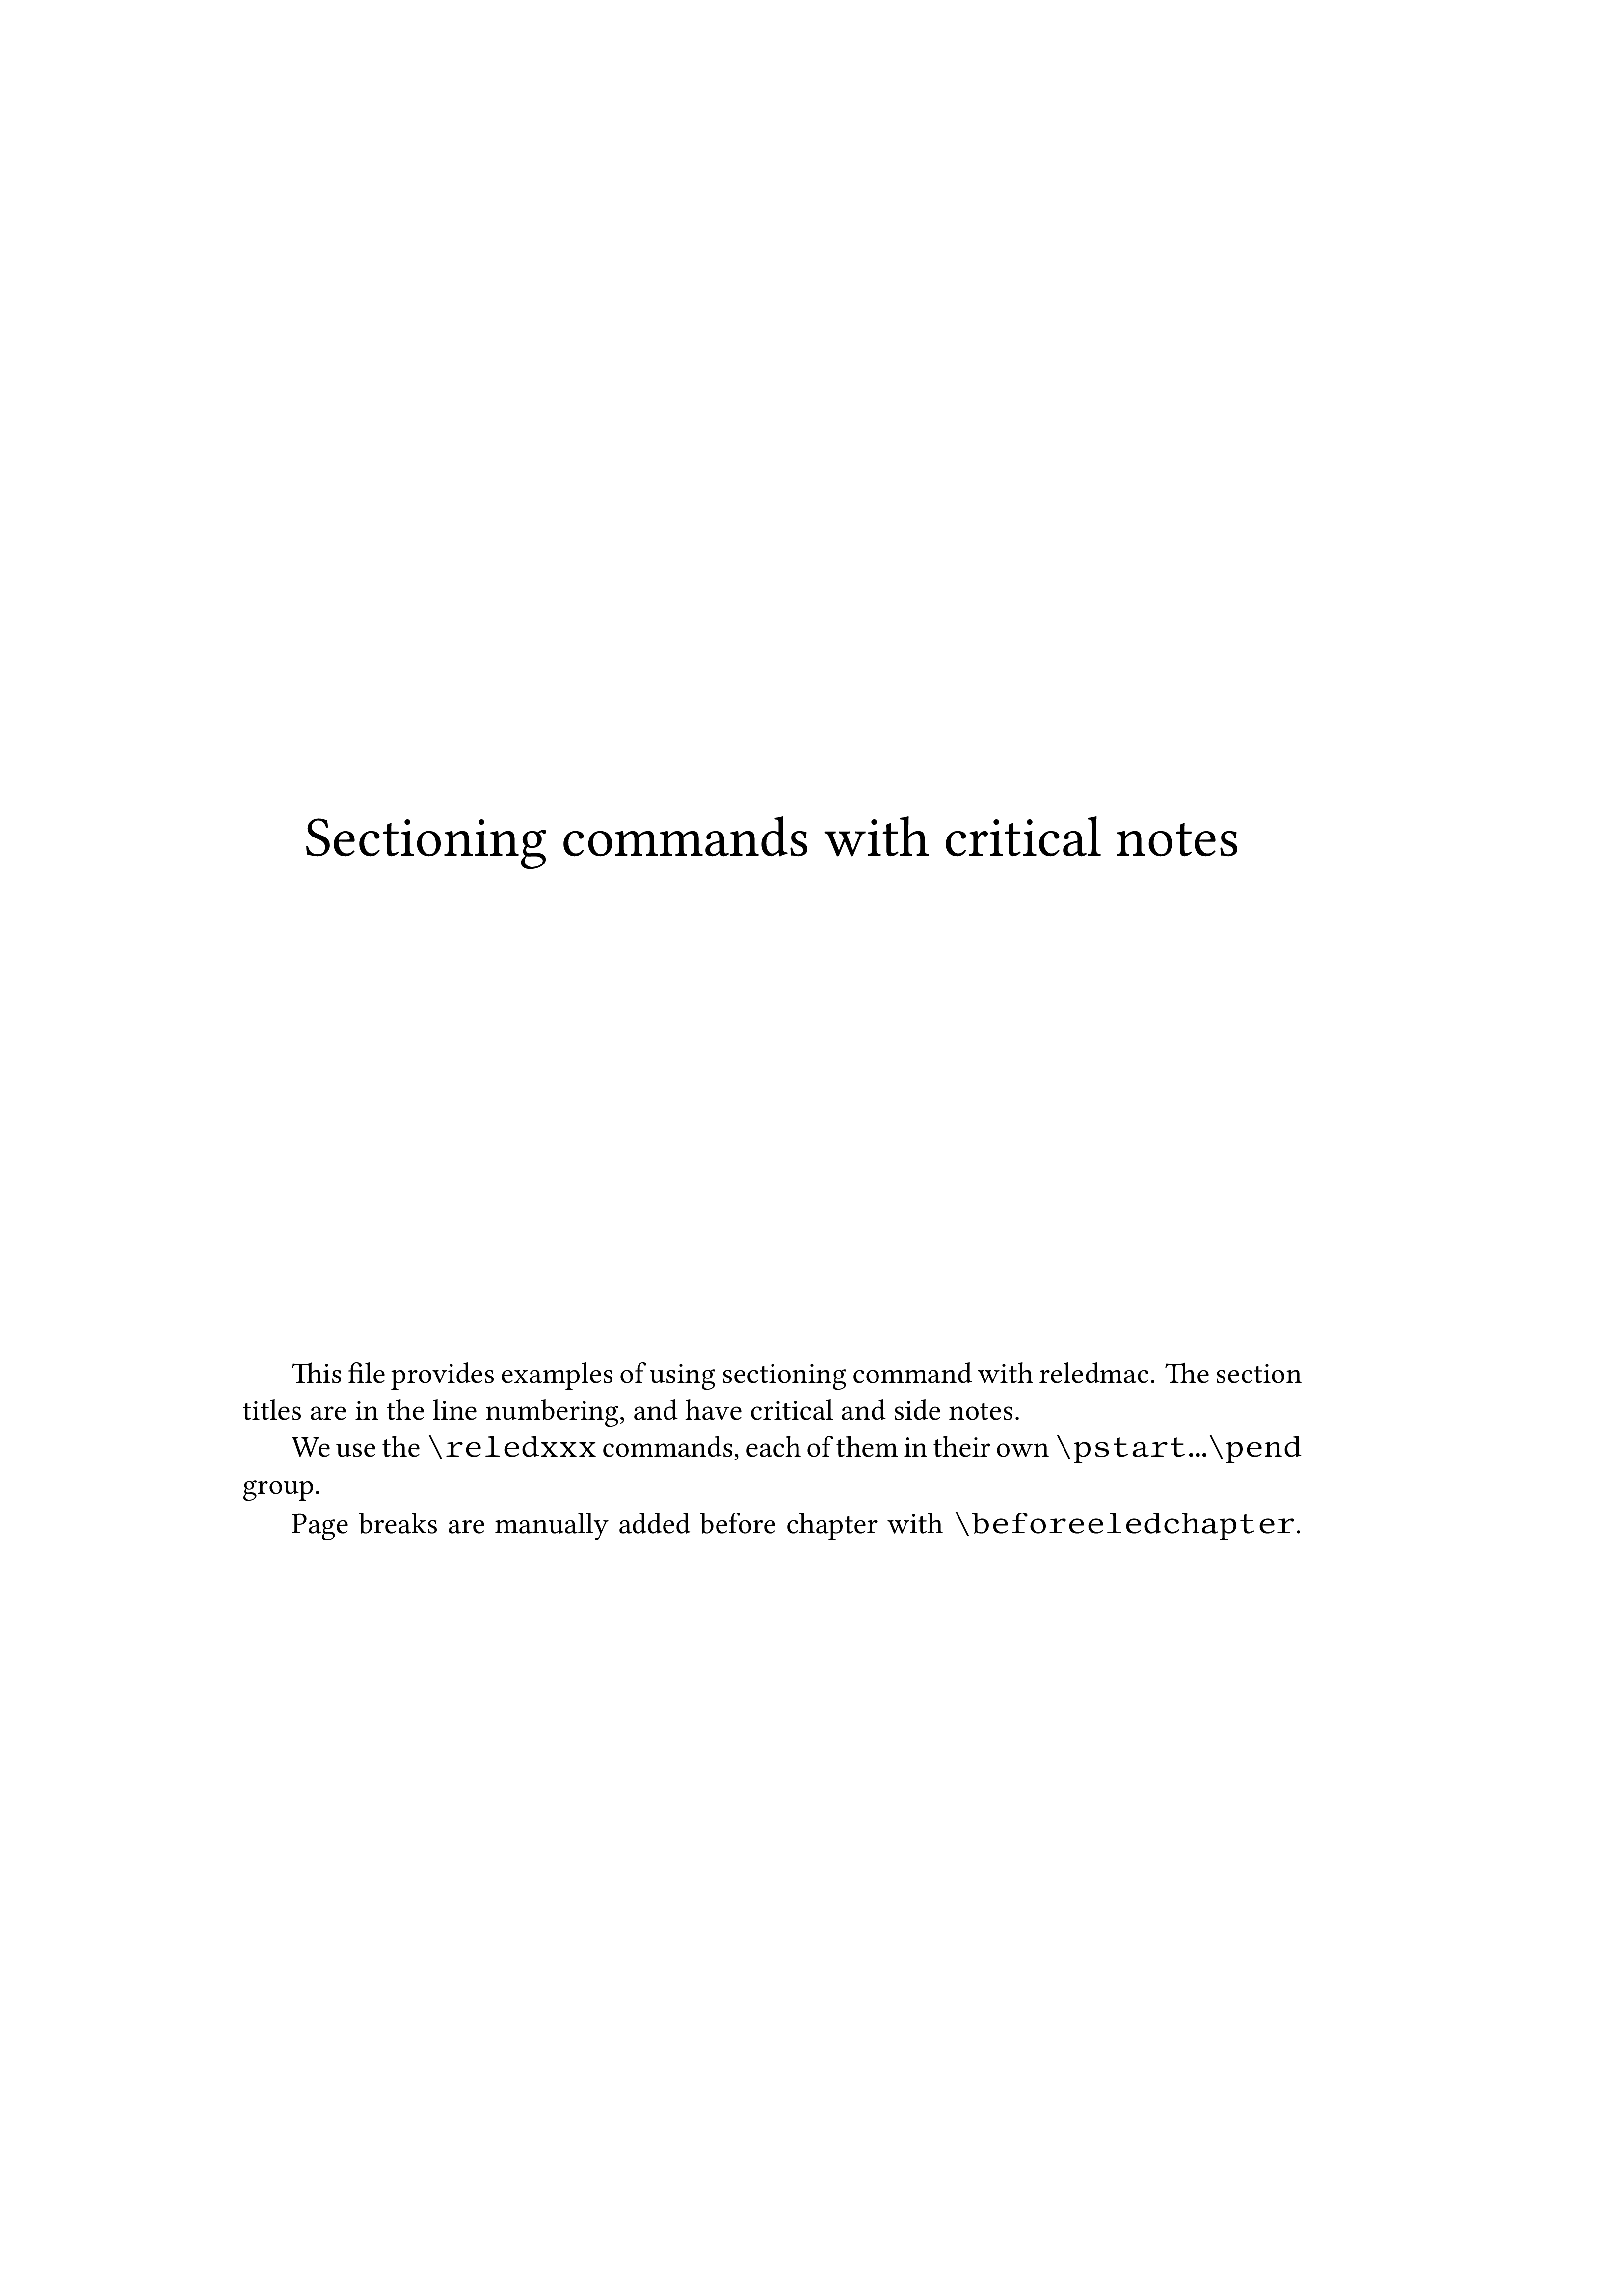 Sectioning commands with critical notes
This file provides examples of using sectioning command with reledmac. The section
titles are in the line numbering, and have critical and side notes.
We use the \reledxxx commands, each of them in their own \pstart…\pend
group.
Page breaks are manually added before chapter with \beforeeledchapter.